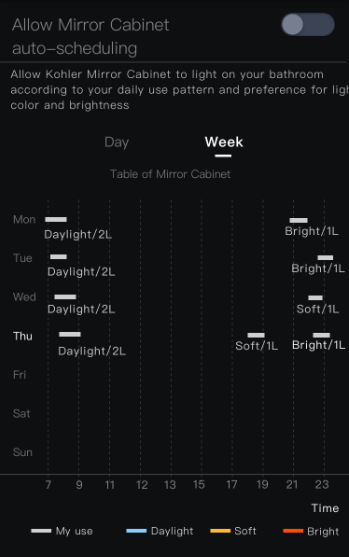 Allow Mirror Cabinet
auto-scheduling
Allow Kohler Mirror Cabinet to light on your bathroom
according to your daily use pattern and preference for ligh
color and brightness
Day Week
Table of Mirror Cabinet
Mon
Daylight/2L Bright/1L
Tue
Daylight/2L Bright/1L
Wed
Daylight/2L Soft/1L
Thu
Daylight/2L Soft/1L Bright/1L
Fri
Sat
Sun
7 9 11 12 13 15 17 19 21 23
Time
My use Daylight Soft Bright